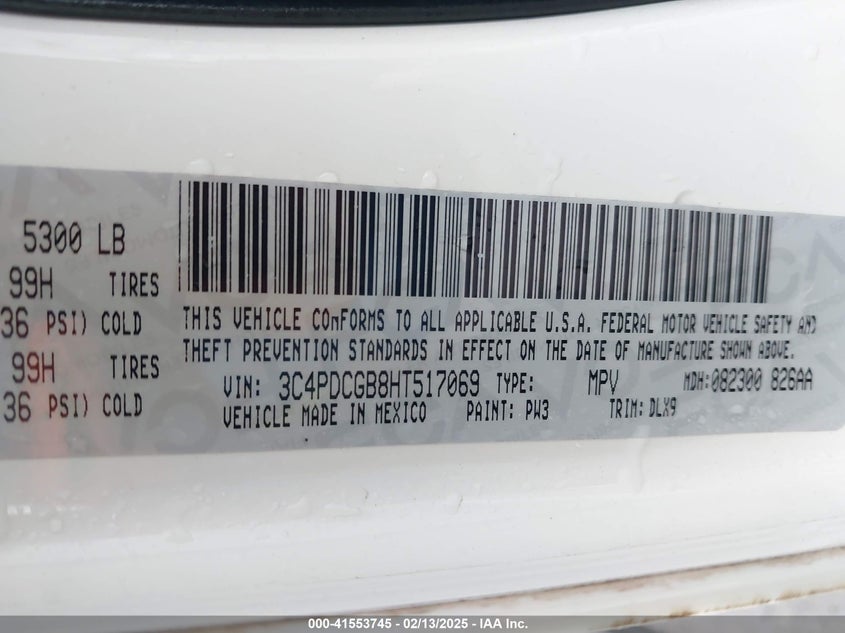 5300 LB
99H TIRES
36 PSI) COLD
99H TIRES
36 PSI) COLD
THIS VEHICLE CONFORMS TO ALL APPLICABLE U.S.A. FEDERAL MOTOR VEHICLE SAFETY AND
THEFT PREVENTION STANDARDS IN EFFECT ON THE DATE OF MANUFACTURE SHOWN ABOVE.
VIN: 3C4PDCGB8HT517069 TYPE: MPV MDH:082300 826AA
VEHICLE MADE IN MEXICO PAINT: PW3 TRIM: DLX9
000-41553745 - 02/13/2025 - IAA Inc.